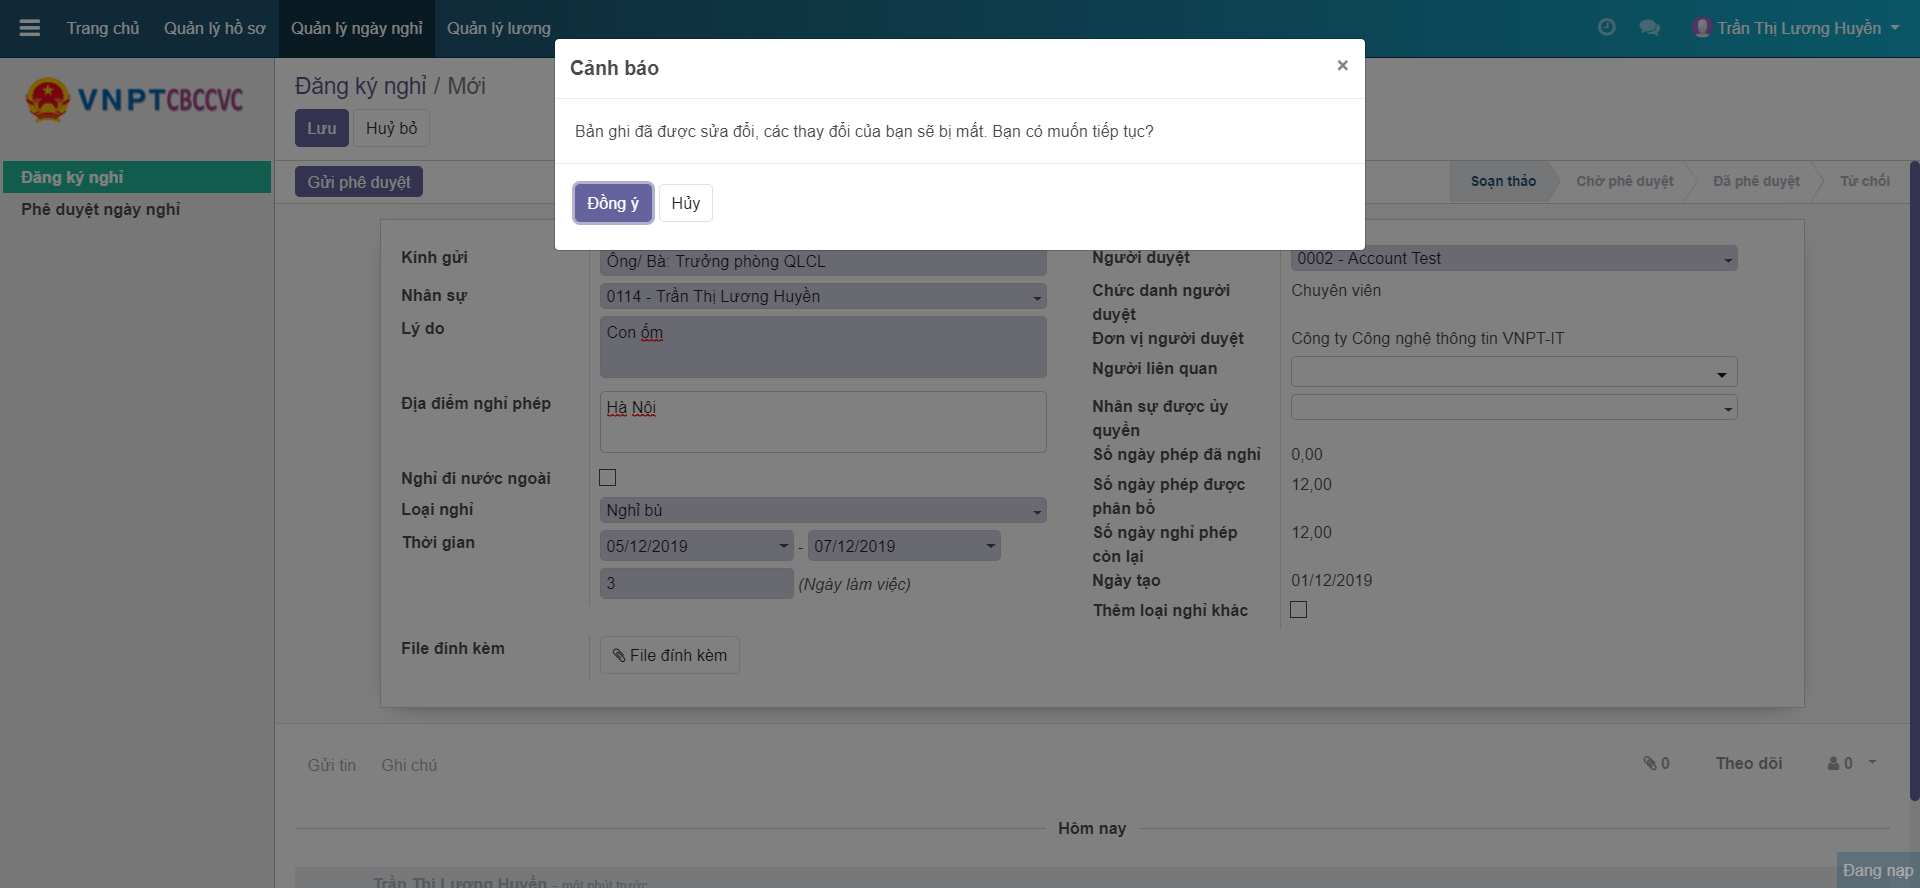 Trang chủ Quản lý hồ sơ Quản lý ngày nghỉ Quản lý lương Trần Thị Lương Huyền
VNPT CBCCVC
Đăng ký nghỉ
Phê duyệt ngày nghỉ
Đăng ký nghỉ / Mới
Lưu Huỷ bỏ
Gửi phê duyệt
Soạn thảo Chờ phê duyệt Đã phê duyệt Từ chối
Cảnh báo ×
Bản ghi đã được sửa đổi, các thay đổi của bạn sẽ bị mất. Bạn có muốn tiếp tục?
Đồng ý Hủy
Kính gửi Ông/ Bà: Trưởng phòng QLCL
Nhân sự 0114 - Trần Thị Lương Huyền
Lý do Con ốm
Địa điểm nghỉ phép Hà Nôi
Nghỉ đi nước ngoài
Loại nghỉ Nghỉ bù
Thời gian 05/12/2019 - 07/12/2019
3 (Ngày làm việc)
File đính kèm File đính kèm
Người duyệt 0002 - Account Test
Chức danh người
duyệt
Chuyên viên
Đơn vị người duyệt Công ty Công nghệ thông tin VNPT-IT
Người liên quan
Nhân sự được ủy
quyền
Số ngày phép đã nghỉ 0,00
Số ngày phép được
phân bổ
12,00
Số ngày nghỉ phép
còn lại
12,00
Ngày tạo 01/12/2019
Thêm loại nghỉ khác
Gửi tin Ghi chú 0 Theo dõi 0
Hôm nay
Trần Thị Lương Huyền - một phút trước
Đang nạp